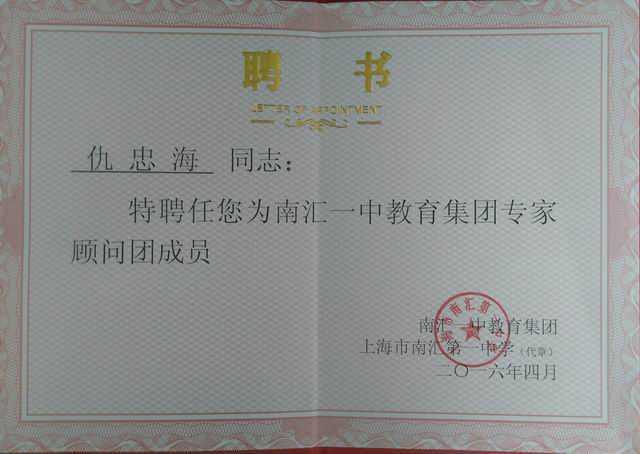 聘 书
LETTER OF APPOINTMENT
仇忠海 同志：
特聘任您为南汇一中教育集团专家
顾问团成员
南汇一中教育集团
上海市南汇第一中学（代章）
二〇一六年四月